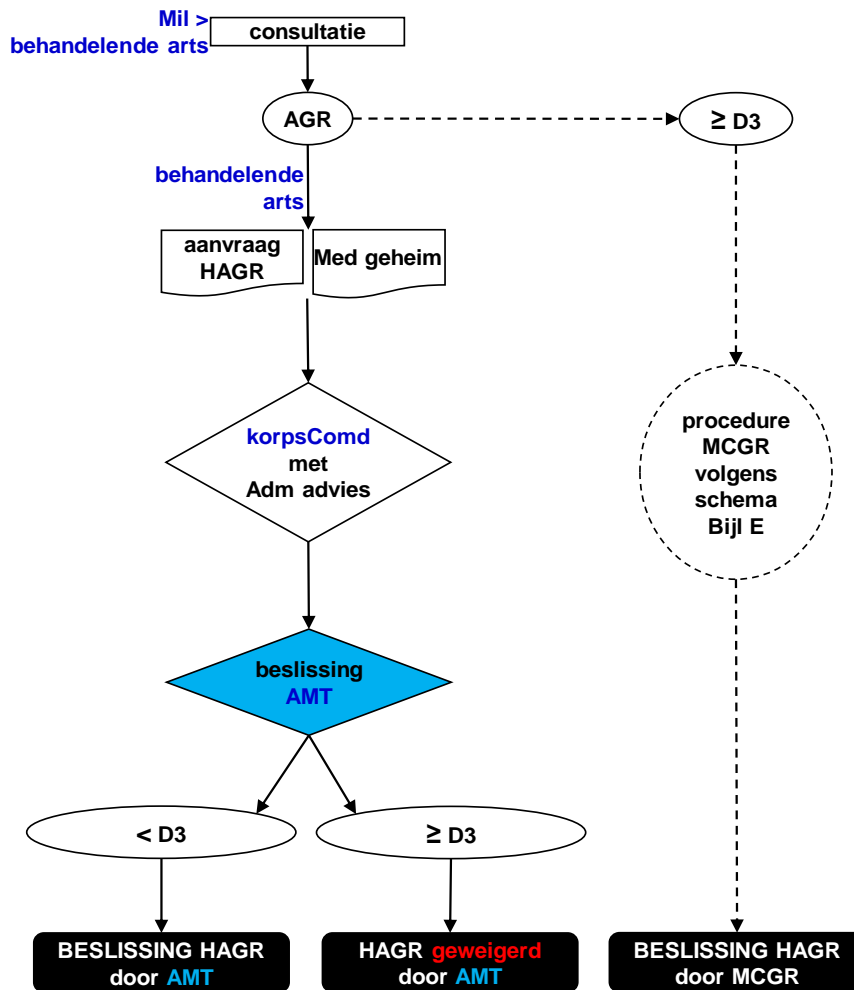 Mil >
behandelende arts
consultatie
AGR
≥ D3
behandelende
arts
aanvraag
HAGR
Med geheim
korpsComd
met
Adm advies
procedure
MCGR
volgens
schema
Bijl E
beslissing
AMT
< D3
≥ D3
BESLISSING HAGR
door AMT
HAGR geweigerd
door AMT
BESLISSING HAGR
door MCGR